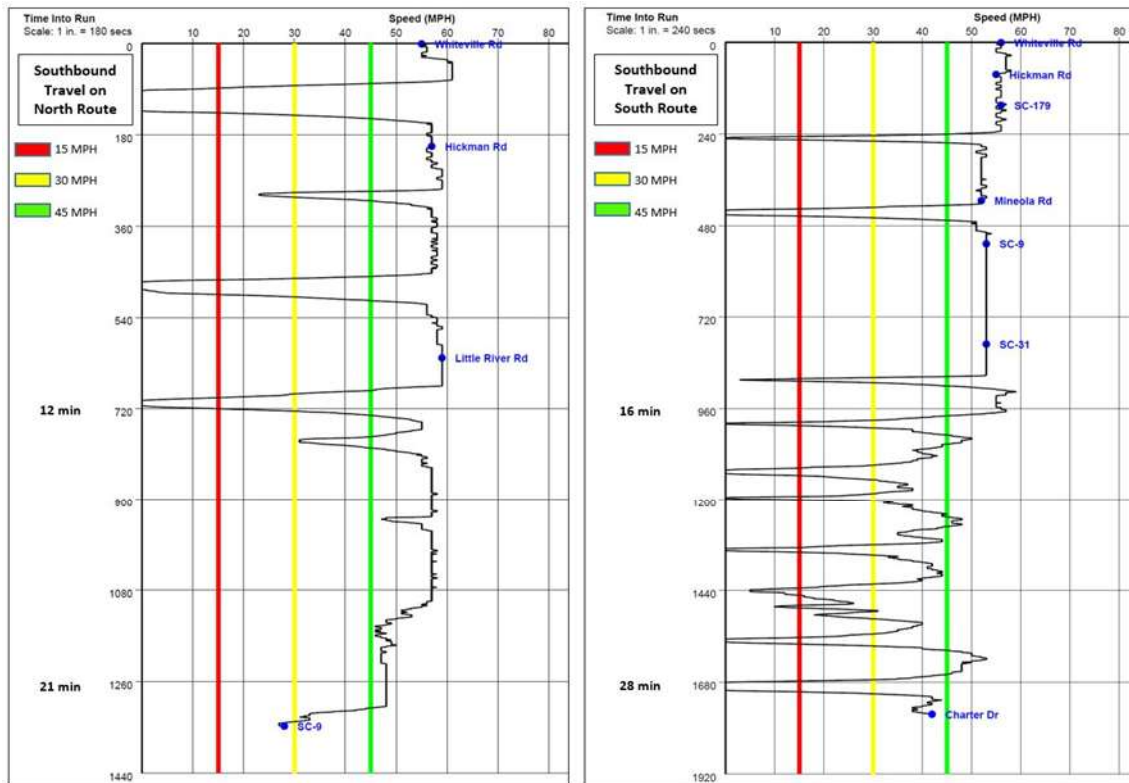 Time Into Run
Scale: 1 in. = 180 secs
Speed (MPH)
0
10
20
30
40
50
60
70
80
Southbound
Travel on
North Route
15 MPH
30 MPH
45 MPH
Whiteville Rd
180
Hickman Rd
360
540
Little River Rd
12 min
720
900
1080
21 min
1260
SC-9
1440
Time Into Run
Scale: 1 in. = 240 secs
Speed (MPH)
0
10
20
30
40
50
60
70
80
Southbound
Travel on
South Route
15 MPH
30 MPH
45 MPH
Whiteville Rd
Hickman Rd
SC-179
240
Mineola Rd
480
SC-9
720
SC-31
16 min
960
1200
1440
28 min
1680
Charter Dr
1920